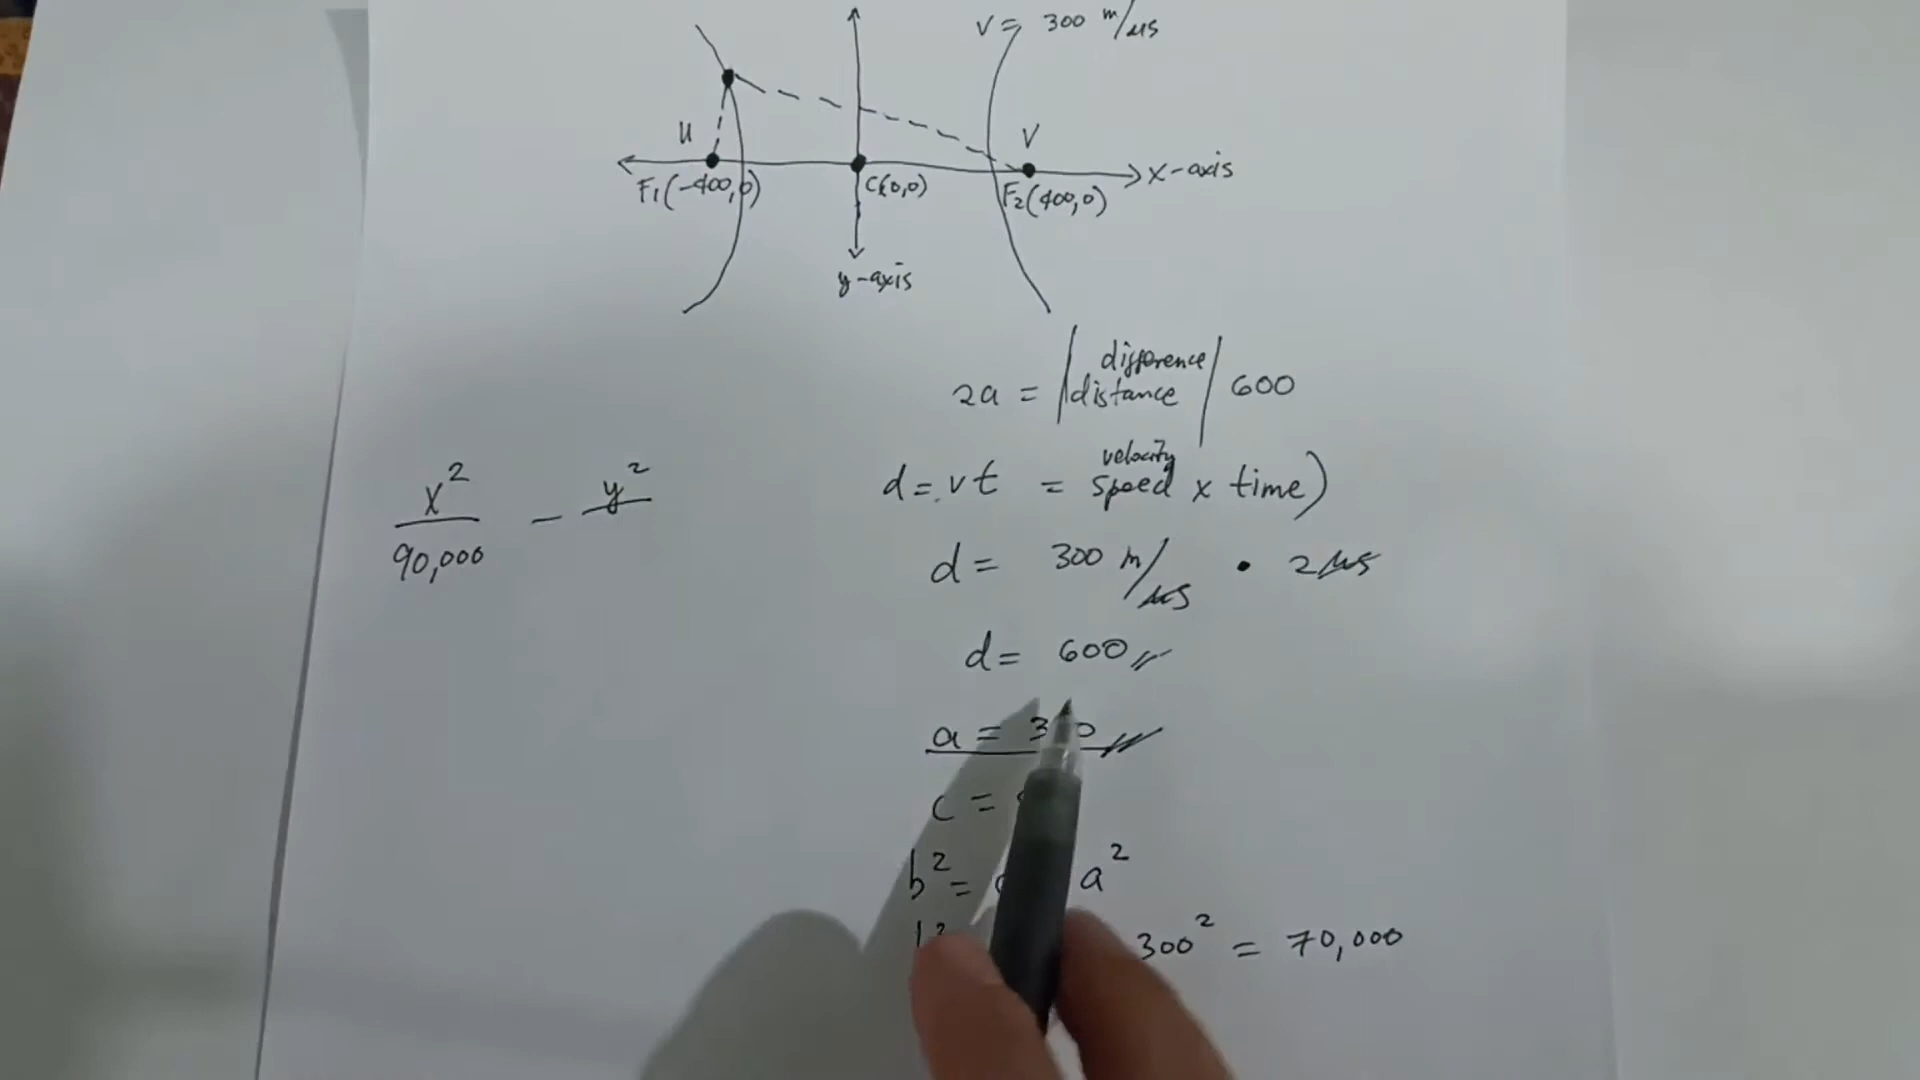 V = 300 m/μs
U
V
x-axis
F₁(-400,0)
C(0,0)
F₂(400,0)
y-axis
2a = |difference distance| 600
d = vt = velocity speed x time)
x²/90,000 - y²
d = 300 m/μs · 2μs
d = 600
a = 
c =
b² = a²
300² = 70,000